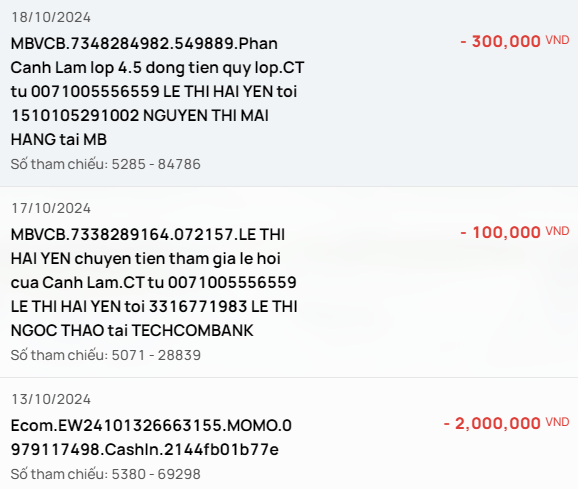 18/10/2024
MBVCB.7348284982.549889.Phan - 300,000 VND
Canh Lam lop 4.5 dong tien quy lop.CT
tu 0071005556559 LE THI HAI YEN toi
1510105291002 NGUYEN THI MAI
HANG tai MB
Số tham chiếu: 5285 - 84786
17/10/2024
MBVCB.7338289164.072157.LE THI - 100,000 VND
HAI YEN chuyen tien tham gia le hoi
cua Canh Lam.CT tu 0071005556559
LE THI HAI YEN toi 3316771983 LE THI
NGOC THAO tai TECHCOMBANK
Số tham chiếu: 5071 - 28839
13/10/2024
Ecom.EW24101326663155.MOMO.0 - 2,000,000 VND
979117498.CashIn.2144fb01b77e
Số tham chiếu: 5380 - 69298